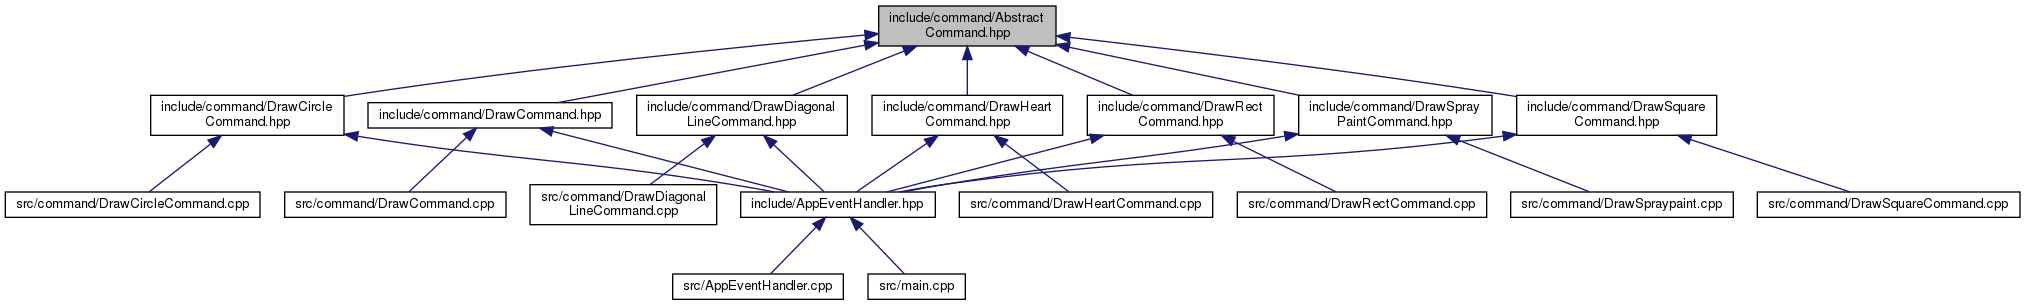 include/command/Abstract
Command.hpp
include/command/DrawCircle
Command.hpp
include/command/DrawCommand.hpp
include/command/DrawDiagonal
LineCommand.hpp
include/command/DrawHeart
Command.hpp
include/command/DrawRect
Command.hpp
include/command/DrawSpray
PaintCommand.hpp
include/command/DrawSquare
Command.hpp
src/command/DrawCircleCommand.cpp
src/command/DrawCommand.cpp
src/command/DrawDiagonal
LineCommand.cpp
include/AppEventHandler.hpp
src/command/DrawHeartCommand.cpp
src/command/DrawRectCommand.cpp
src/command/DrawSpraypaint.cpp
src/command/DrawSquareCommand.cpp
src/AppEventHandler.cpp
src/main.cpp